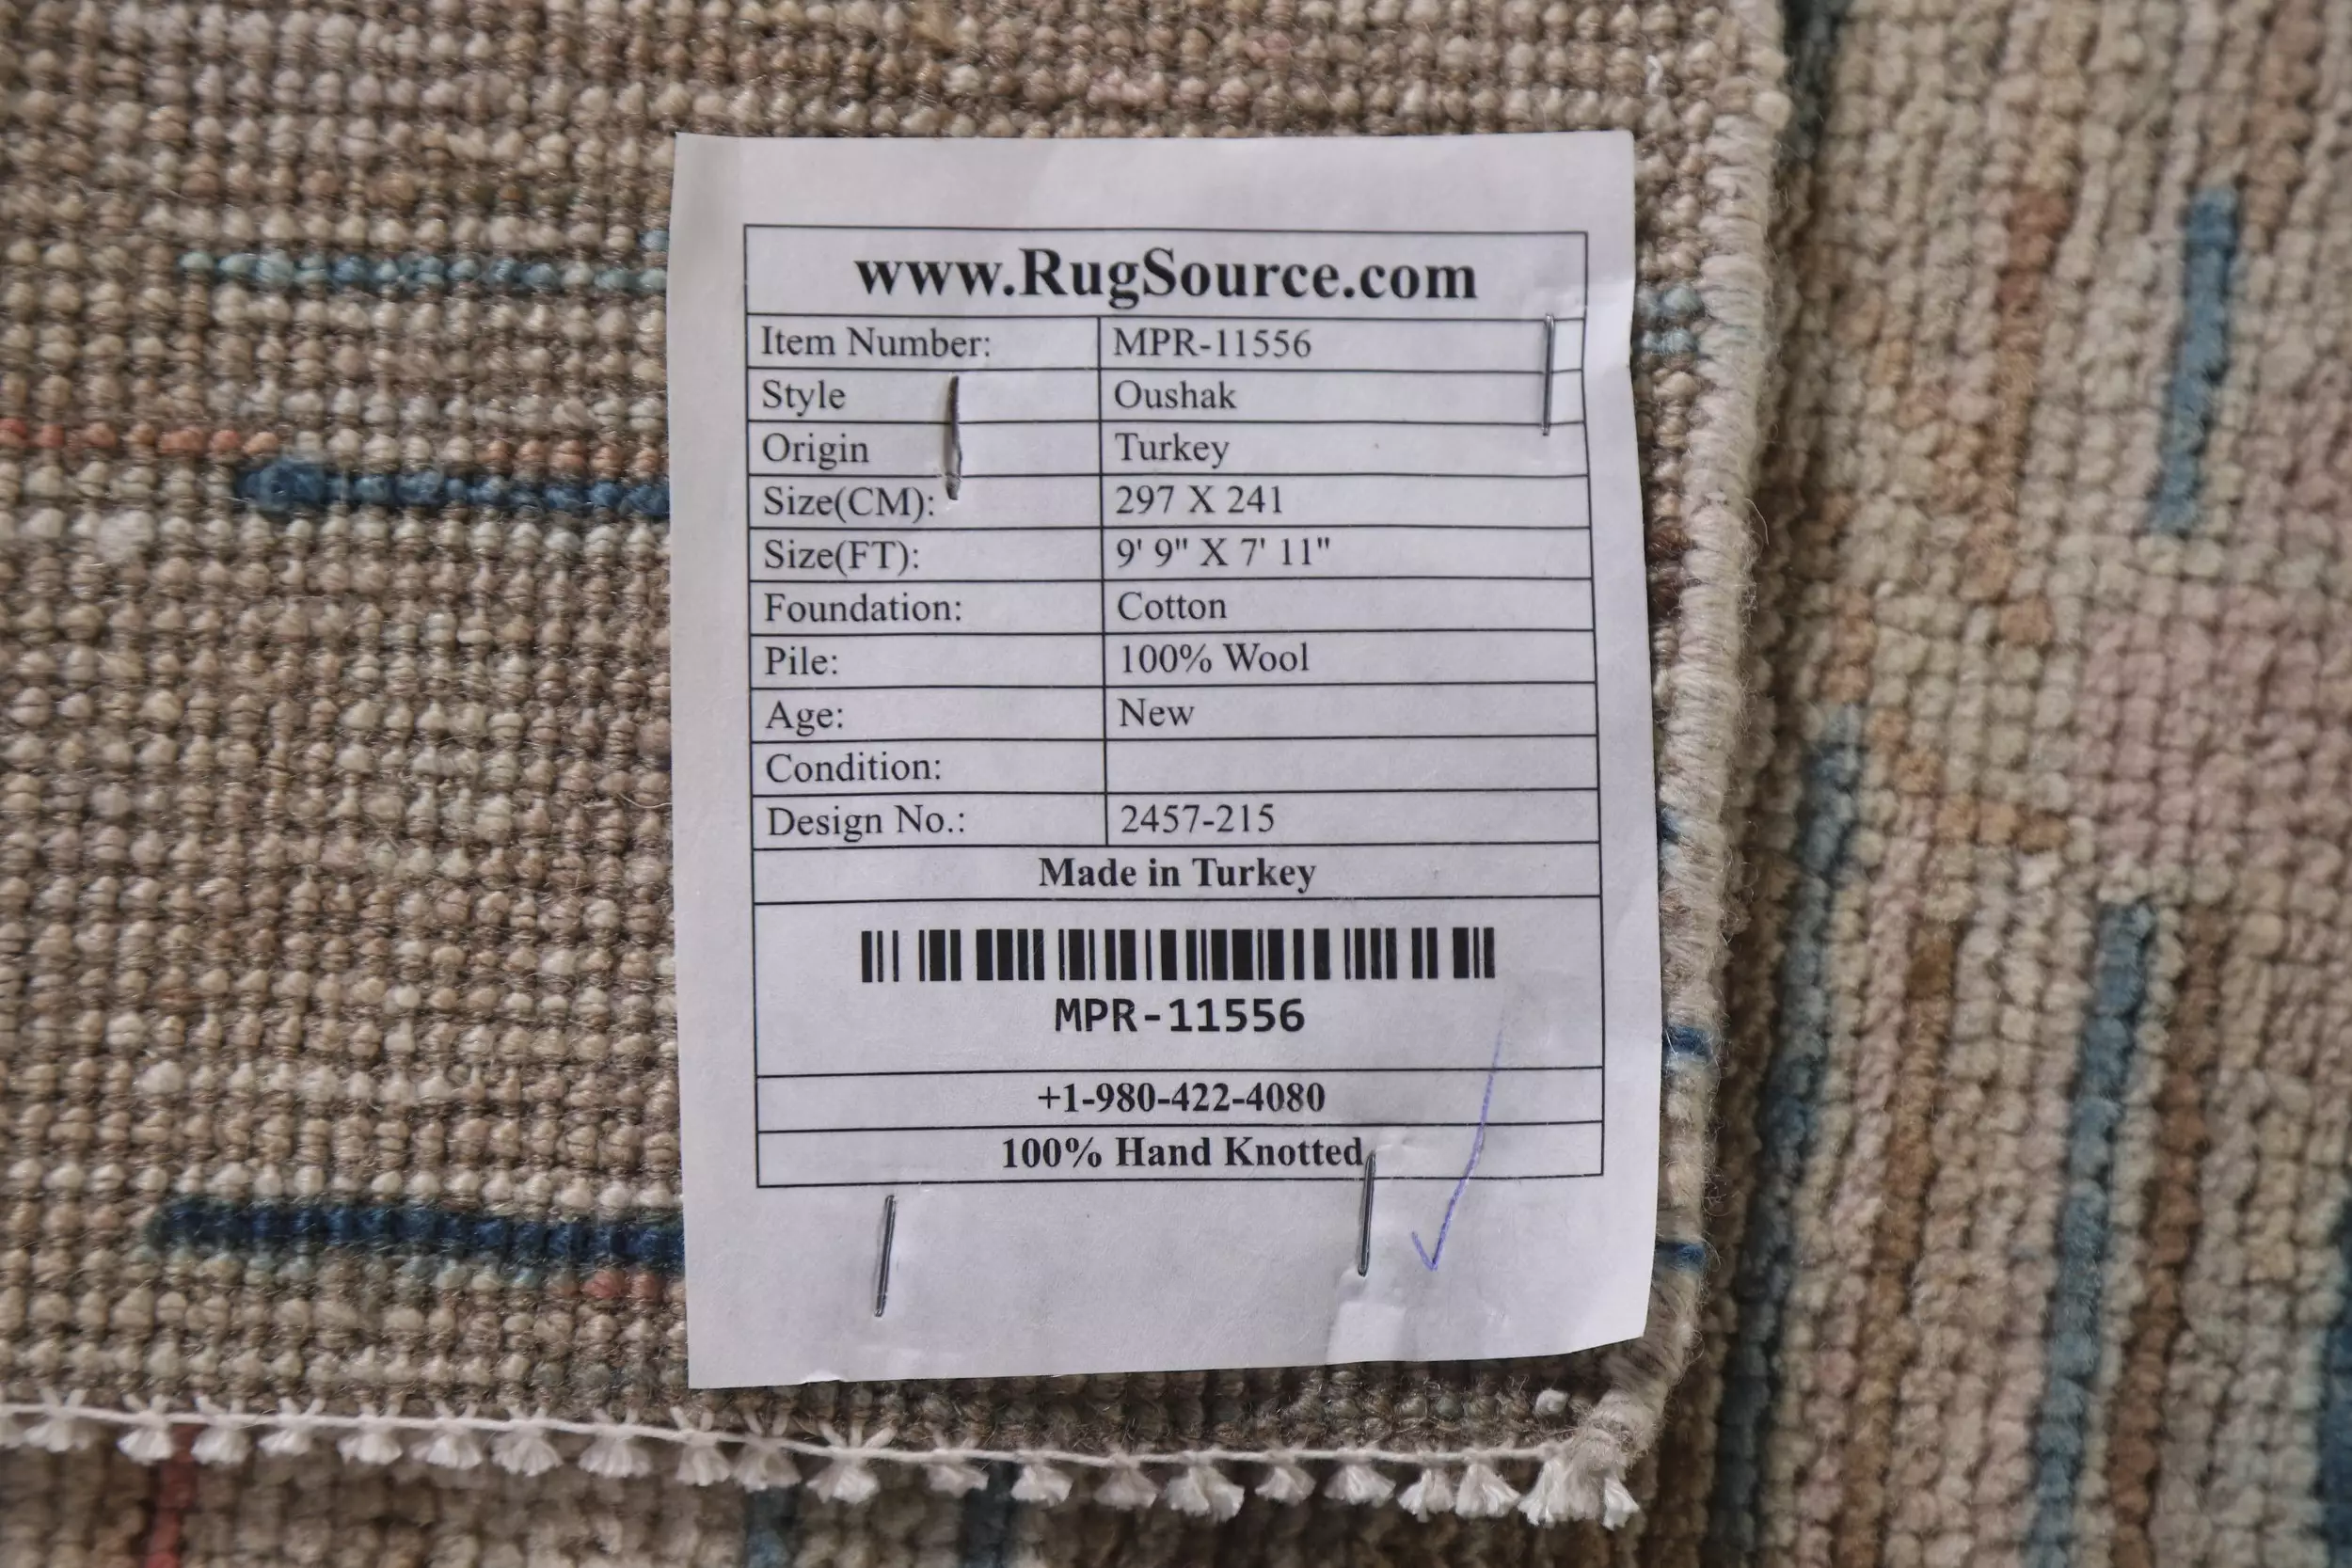 www.RugSource.com
Item Number: MPR-11556
Style Oushak
Origin Turkey
Size(CM): 297 X 241
Size(FT): 9' 9" X 7' 11"
Foundation: Cotton
Pile: 100% Wool
Age: New
Condition:
Design No.: 2457-215
Made in Turkey
MPR-11556
+1-980-422-4080
100% Hand Knotted